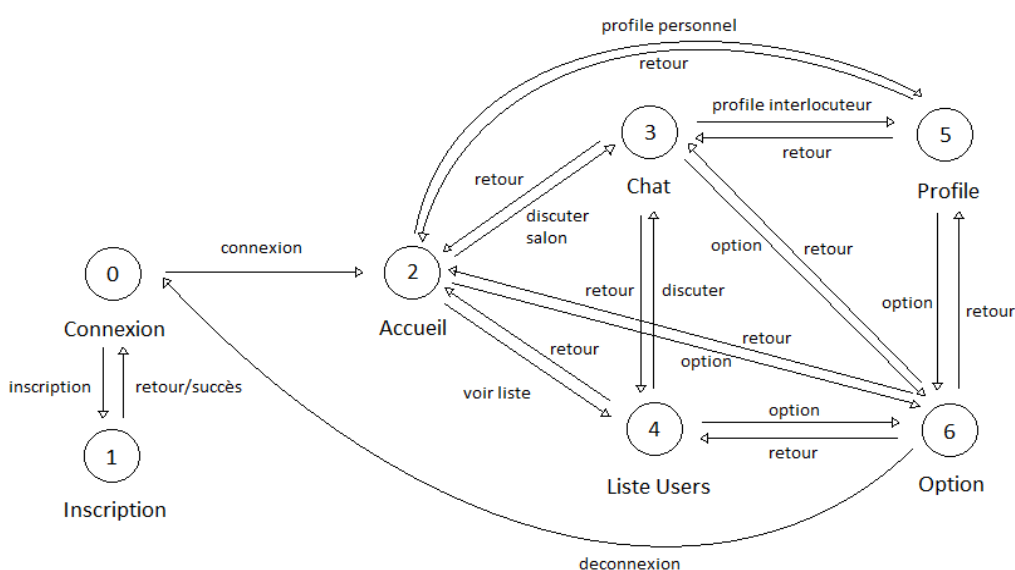 profile personnel
retour
profile interlocuteur
3
5
retour
retour
Chat
Profile
discuter
salon
connexion
option
retour
0
2
retour
discuter
option
retour
Connexion
Accueil
retour
retour
option
inscription
retour/succès
voir liste
option
1
4
6
retour
Inscription
Liste Users
Option
deconnexion